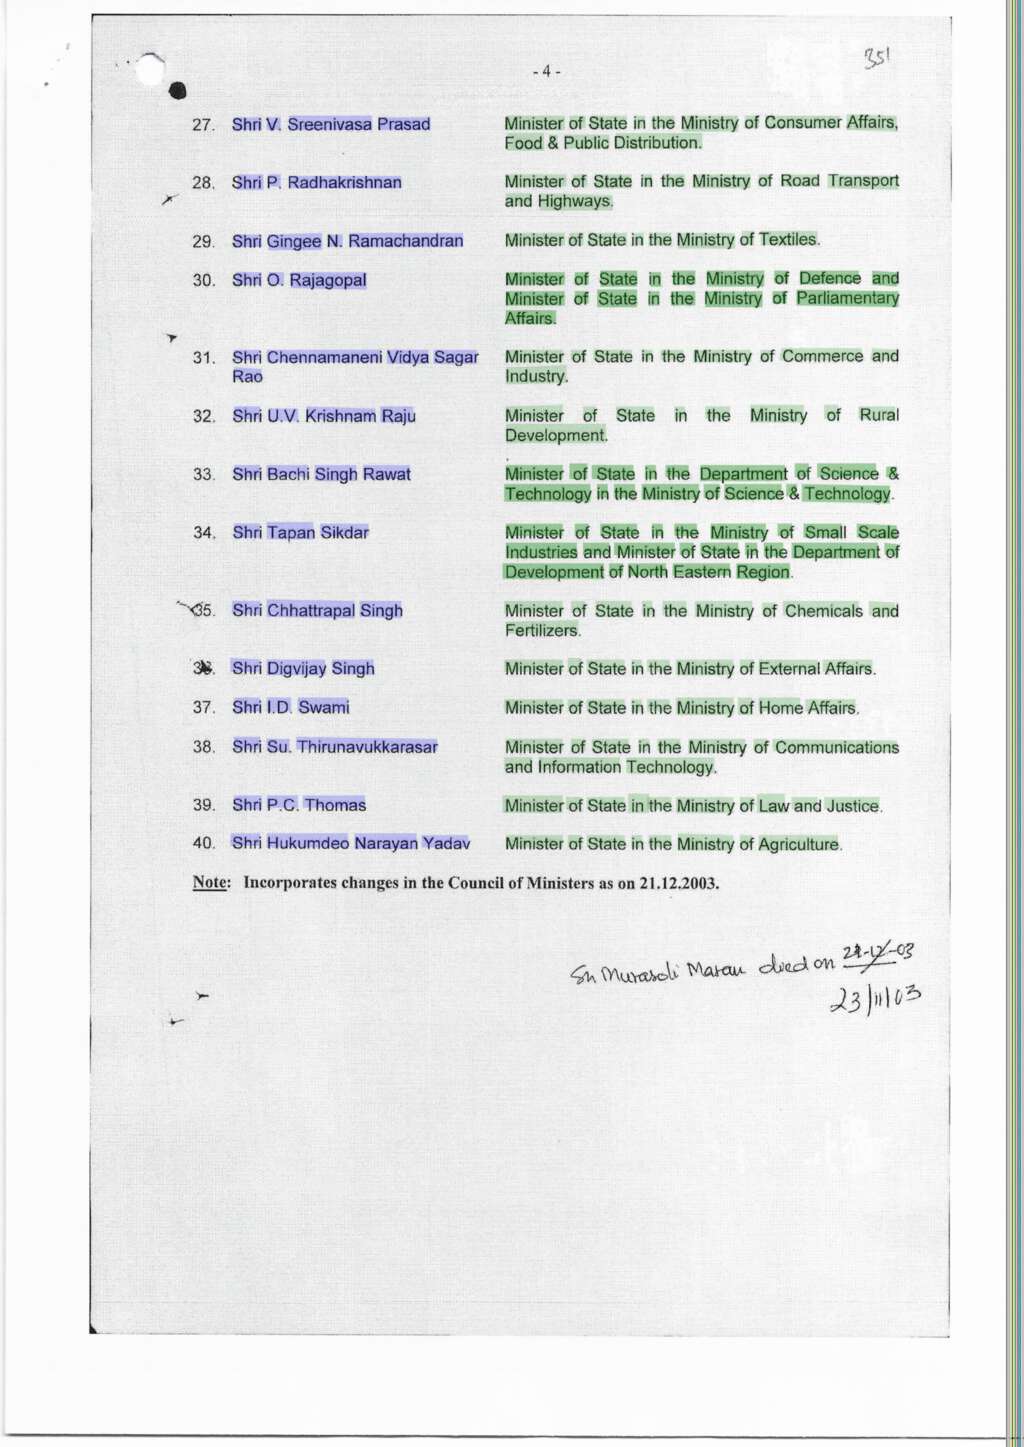 - 4 -
351
27. Shri V. Sreenivasa Prasad Minister of State in the Ministry of Consumer Affairs,
Food & Public Distribution.
28. Shri P. Radhakrishnan Minister of State in the Ministry of Road Transport
and Highways.
29. Shri Gingee N. Ramachandran Minister of State in the Ministry of Textiles.
30. Shri O. Rajagopal Minister of State in the Ministry of Defence and
Minister of State in the Ministry of Parliamentary
Affairs.
31. Shri Chennamaneni Vidya Sagar Minister of State in the Ministry of Commerce and
Rao Industry.
32. Shri U.V. Krishnam Raju Minister of State in the Ministry of Rural
Development.
33. Shri Bachi Singh Rawat Minister of State in the Department of Science &
Technology in the Ministry of Science & Technology.
34. Shri Tapan Sikdar Minister of State in the Ministry of Small Scale
Industries and Minister of State in the Department of
Development of North Eastern Region.
35. Shri Chhattrapal Singh Minister of State in the Ministry of Chemicals and
Fertilizers.
36. Shri Digvijay Singh Minister of State in the Ministry of External Affairs.
37. Shri I.D. Swami Minister of State in the Ministry of Home Affairs.
38. Shri Su. Thirunavukkarasar Minister of State in the Ministry of Communications
and Information Technology.
39. Shri P.C. Thomas Minister of State in the Ministry of Law and Justice.
40. Shri Hukumdeo Narayan Yadav Minister of State in the Ministry of Agriculture.
Note: Incorporates changes in the Council of Ministers as on 21.12.2003.
Sh Murasoli Maran died on
23/11/03